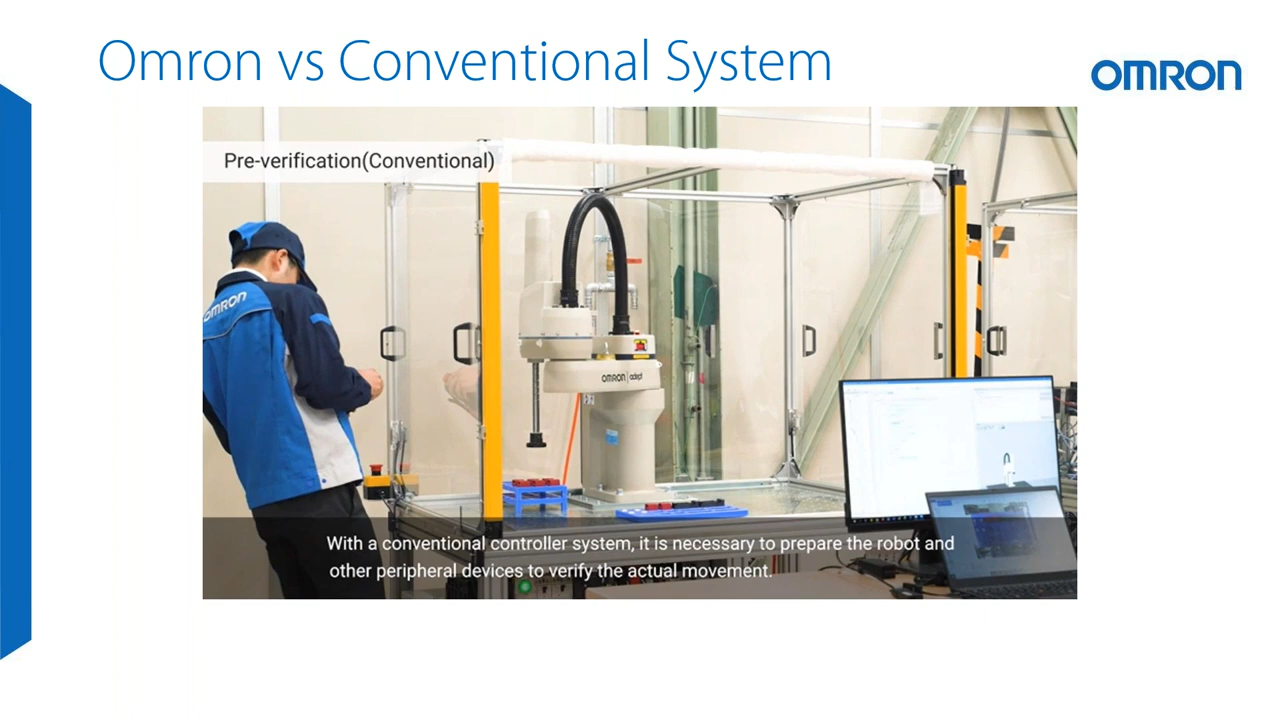 Omron vs Conventional System
OMRON
Pre-verification(Conventional)
OMRON
OMRON adept
With a conventional controller system, it is necessary to prepare the robot and
other peripheral devices to verify the actual movement.